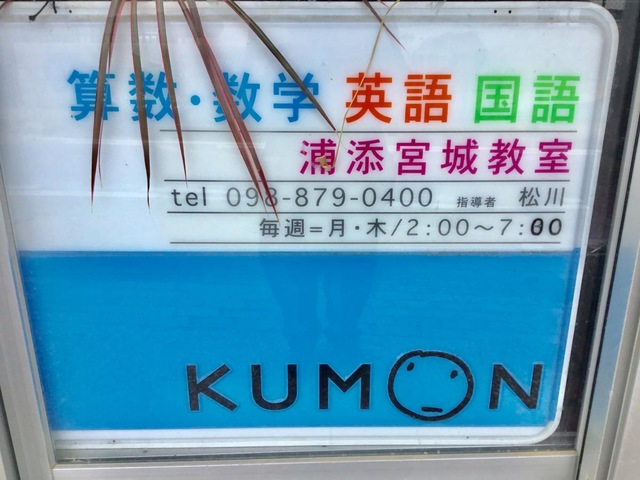 算数・数学 英語 国語
浦添宮城教室
tel 098-879-0400 指導者 松川
毎週=月・木/2:00～7:00
KUMON